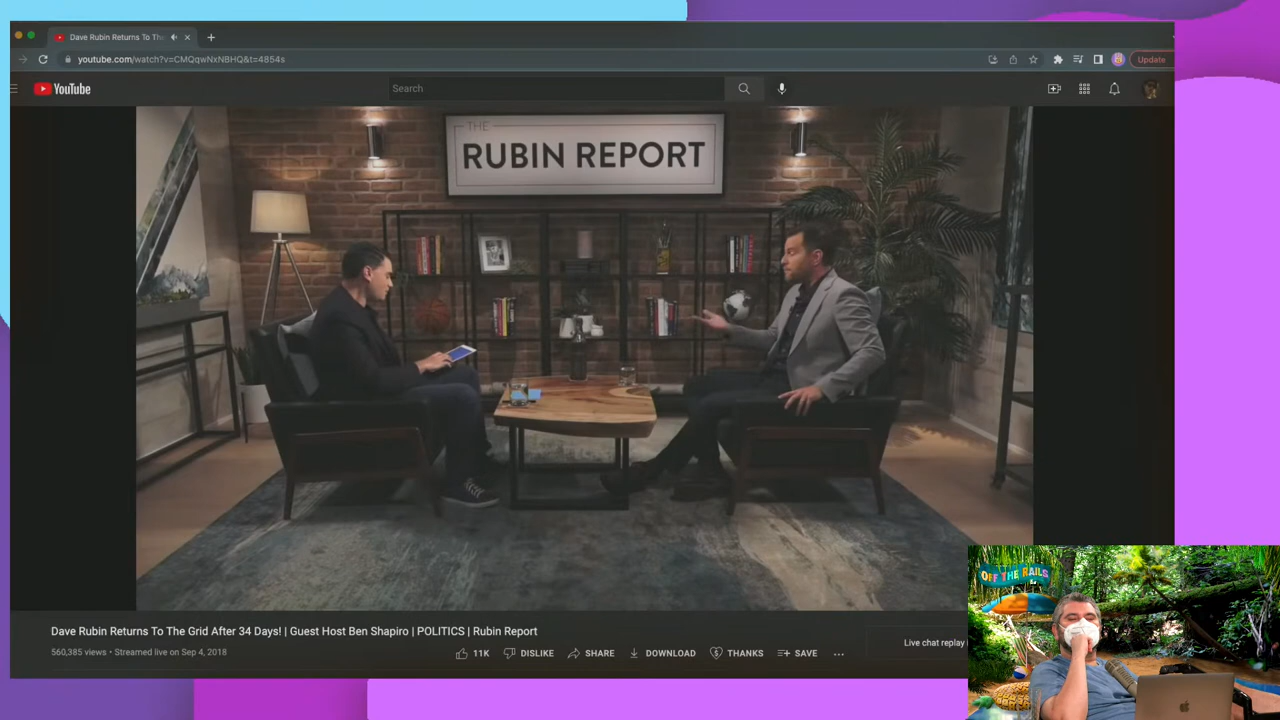 Dave Rubin Returns To Th
youtube.com/watch?v=CMQqwNxNBHQ&t=4854s
Update
YouTube
Search
THE
RUBIN REPORT
OFF THE RAILS
Dave Rubin Returns To The Grid After 34 Days! | Guest Host Ben Shapiro | POLITICS | Rubin Report
560,385 views • Streamed live on Sep 4, 2018
11K
DISLIKE
SHARE
DOWNLOAD
THANKS
SAVE
Live chat replay